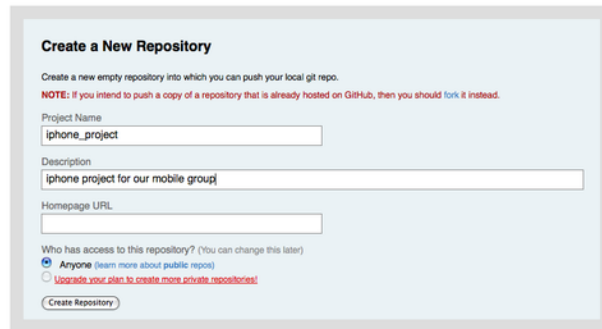 Create a New Repository
Create a new empty repository into which you can push your local git repo.
NOTE: If you intend to push a copy of a repository that is already hosted on GitHub, then you should fork it instead.
Project Name
iphone_project
Description
iphone project for our mobile group
Homepage URL
Who has access to this repository? (You can change this later)
Anyone (learn more about public repos)
Upgrade your plan to create more private repositories!
Create Repository